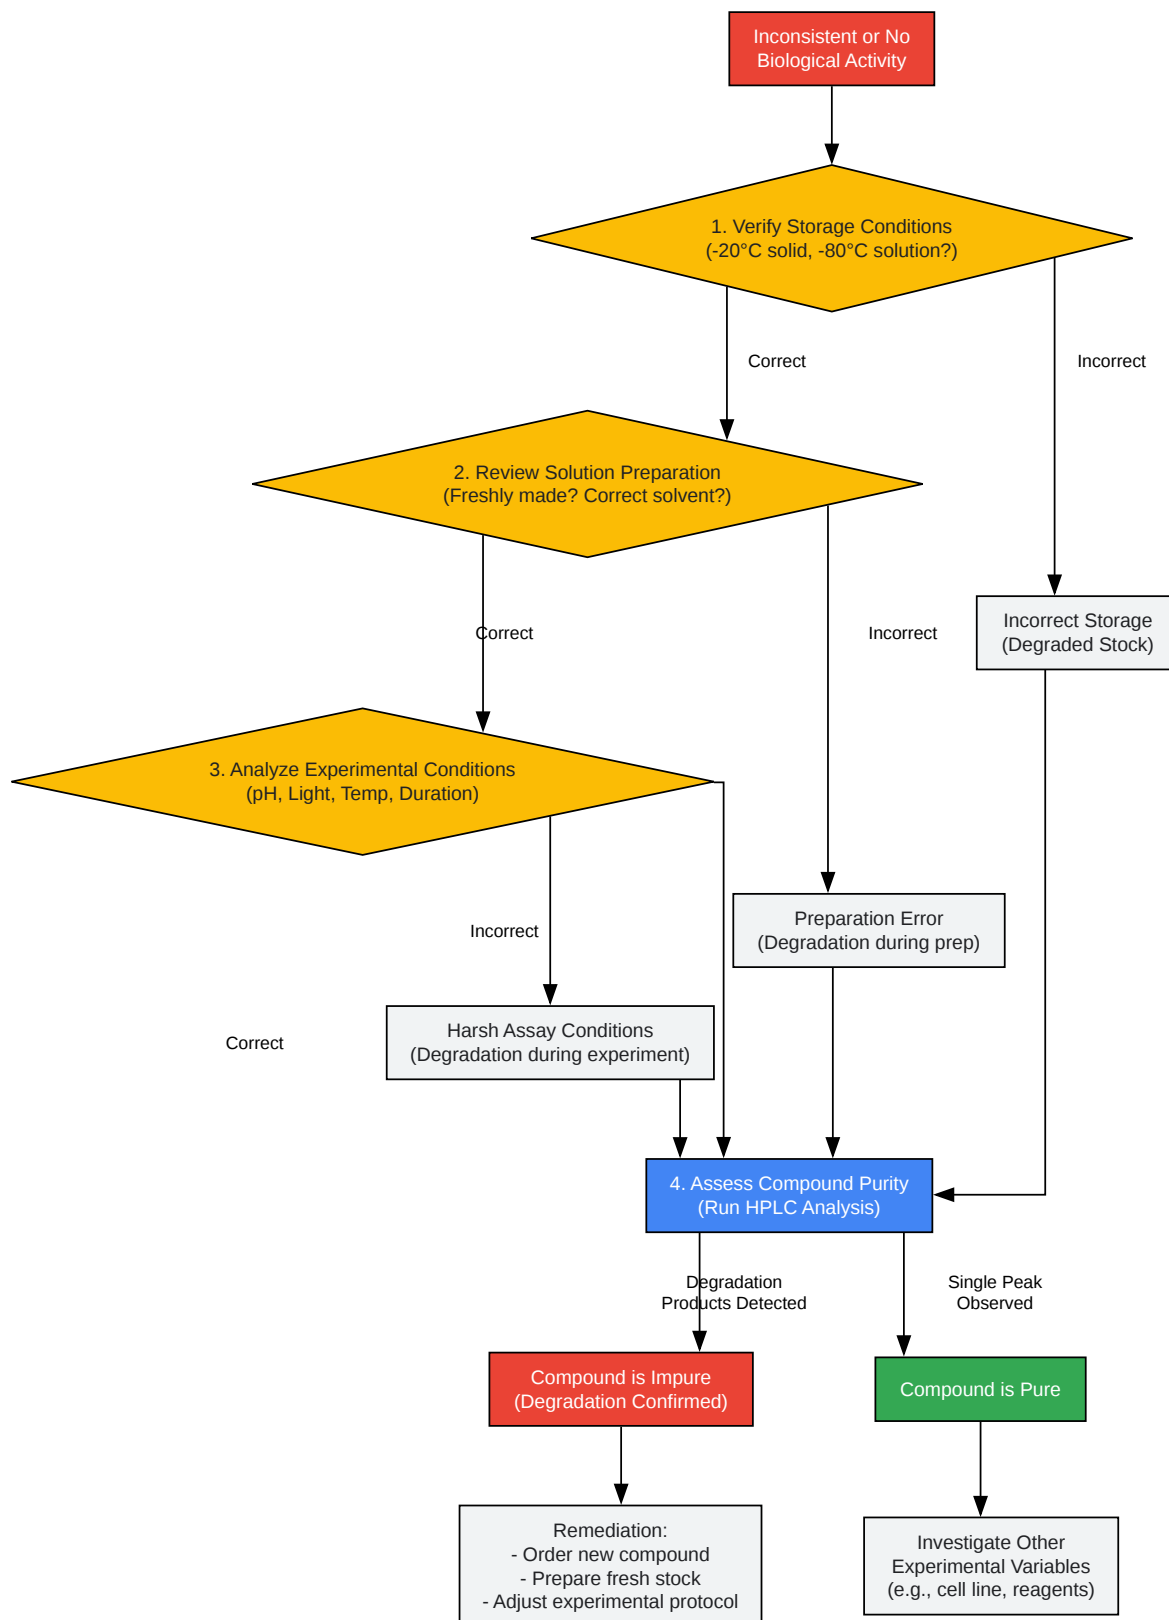 Inconsistent or No
Biological Activity
1. Verify Storage Conditions
(-20°C solid, -80°C solution?)
Correct
Incorrect
2. Review Solution Preparation
(Freshly made? Correct solvent?)
Correct
Incorrect
Incorrect Storage
(Degraded Stock)
3. Analyze Experimental Conditions
(pH, Light, Temp, Duration)
Incorrect
Preparation Error
(Degradation during prep)
Correct
Harsh Assay Conditions
(Degradation during experiment)
4. Assess Compound Purity
(Run HPLC Analysis)
Degradation
Products Detected
Single Peak
Observed
Compound is Impure
(Degradation Confirmed)
Compound is Pure
Remediation:
- Order new compound
- Prepare fresh stock
- Adjust experimental protocol
Investigate Other
Experimental Variables
(e.g., cell line, reagents)